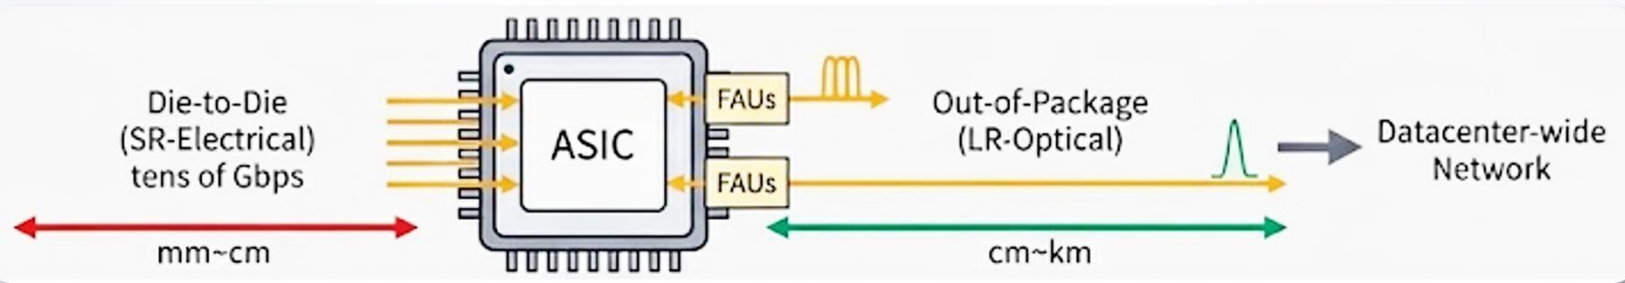 Die-to-Die
(SR-Electrical)
tens of Gbps
mm~cm
ASIC
FAUs
FAUs
Out-of-Package
(LR-Optical)
cm~km
Datacenter-wide
Network